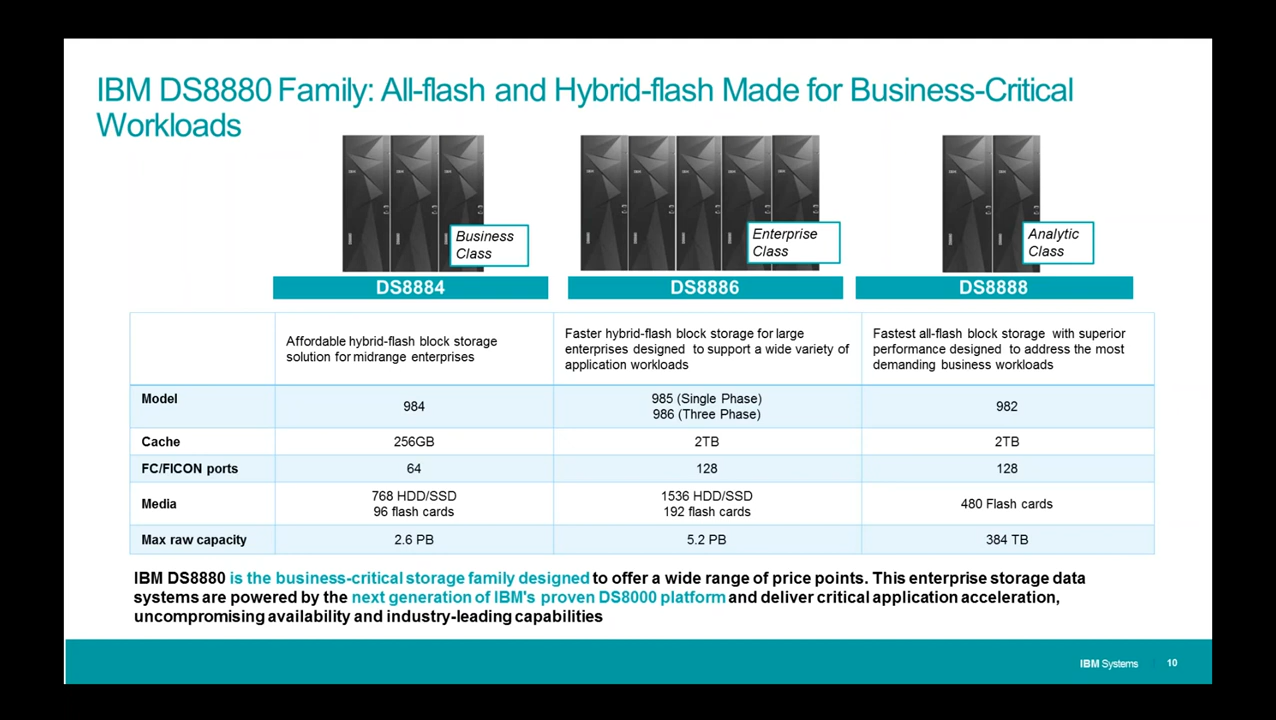 IBM DS8880 Family: All-flash and Hybrid-flash Made for Business-Critical
Workloads
Business
Class
Enterprise
Class
Analytic
Class
DS8884
DS8886
DS8888
Affordable hybrid-flash block storage
solution for midrange enterprises
Faster hybrid-flash block storage for large
enterprises designed to support a wide variety of
application workloads
Fastest all-flash block storage with superior
performance designed to address the most
demanding business workloads
Model
984
985 (Single Phase)
986 (Three Phase)
982
Cache
256GB
2TB
2TB
FC/FICON ports
64
128
128
Media
768 HDD/SSD
96 flash cards
1536 HDD/SSD
192 flash cards
480 Flash cards
Max raw capacity
2.6 PB
5.2 PB
384 TB
IBM DS8880 is the business-critical storage family designed to offer a wide range of price points. This enterprise storage data
systems are powered by the next generation of IBM's proven DS8000 platform and deliver critical application acceleration,
uncompromising availability and industry-leading capabilities
IBM Systems
10